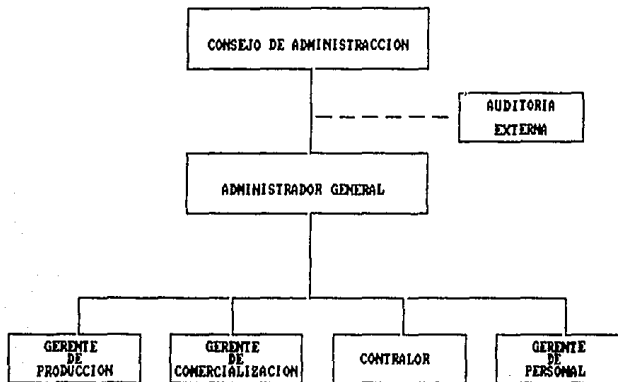 CONSEJO DE ADMINISTRACCION
AUDITORIA
EXTERNA
ADMINISTRADOR GENERAL
GERENTE
DE
PRODUCCION
GERENTE
DE
COMERCIALIZACION
CONTRALOR
GERENTE
DE
PERSONAL